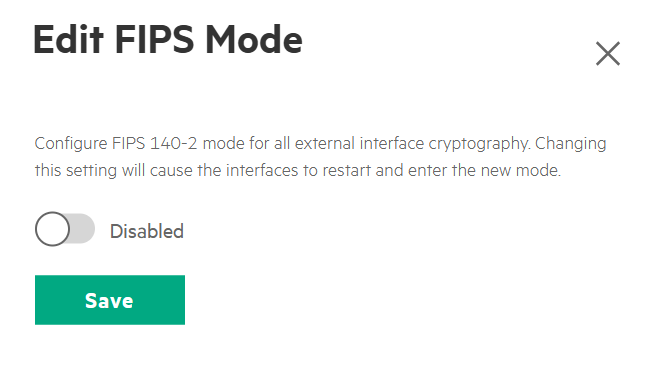 Edit FIPS Mode
Configure FIPS 140-2 mode for all external interface cryptography. Changing
this setting will cause the interfaces to restart and enter the new mode.
Disabled
Save